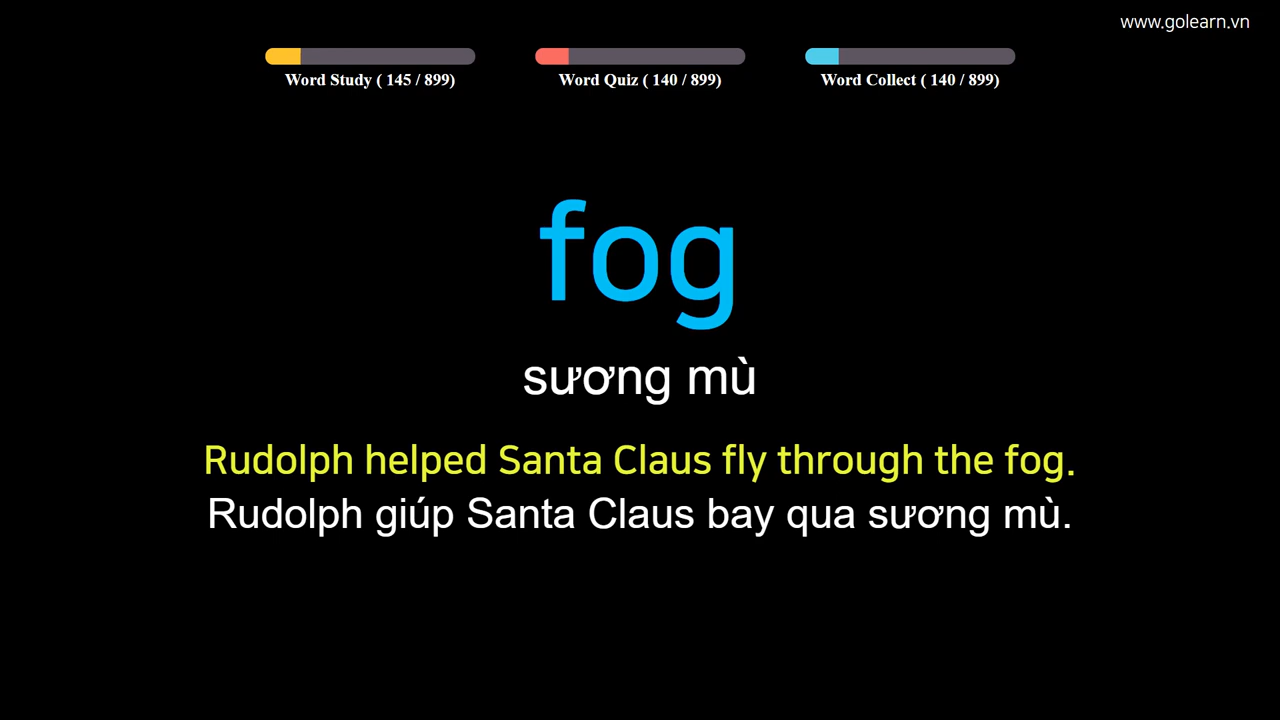 www.golearn.vn
Word Study ( 145 / 899)
Word Quiz ( 140 / 899)
Word Collect ( 140 / 899)
fog
sương mù
Rudolph helped Santa Claus fly through the fog.
Rudolph giúp Santa Claus bay qua sương mù.